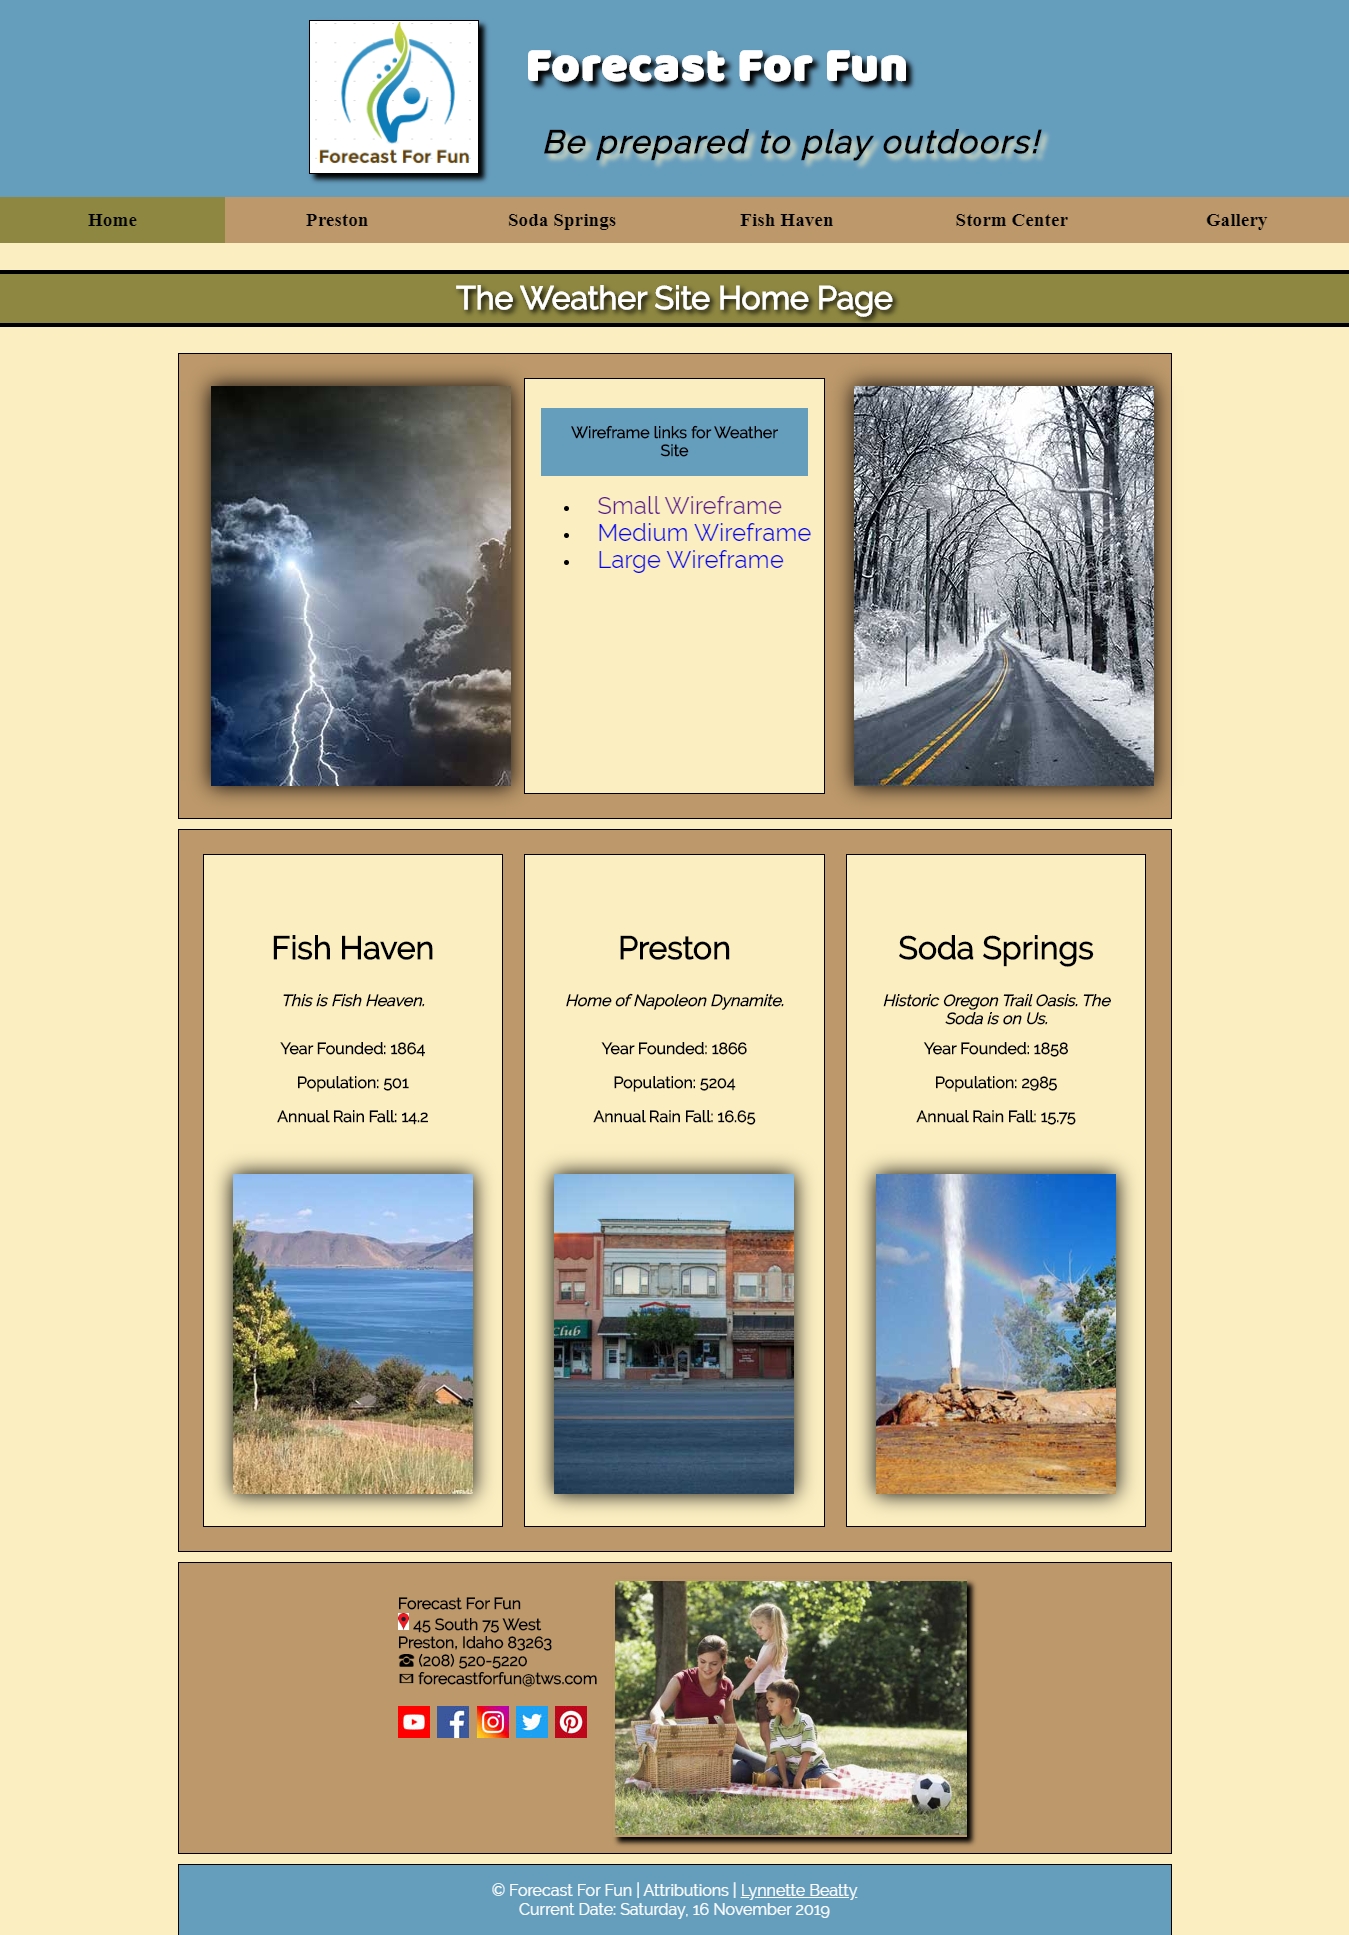 Forecast For Fun
Forecast For Fun
Be prepared to play outdoors!
Home
Preston
Soda Springs
Fish Haven
Storm Center
Gallery
The Weather Site Home Page
Wireframe links for Weather
Site
Small Wireframe
Medium Wireframe
Large Wireframe
Fish Haven
This is Fish Heaven.
Year Founded: 1864
Population: 501
Annual Rain Fall: 14.2
Preston
Home of Napoleon Dynamite.
Year Founded: 1866
Population: 5204
Annual Rain Fall: 16.65
Club
Soda Springs
Historic Oregon Trail Oasis. The
Soda is on Us.
Year Founded: 1858
Population: 2985
Annual Rain Fall: 15.75
Forecast For Fun
45 South 75 West
Preston, Idaho 83263
(208) 520-5220
forecastforfun@tws.com
© Forecast For Fun | Attributions | Lynnette Beatty
Current Date: Saturday, 16 November 2019